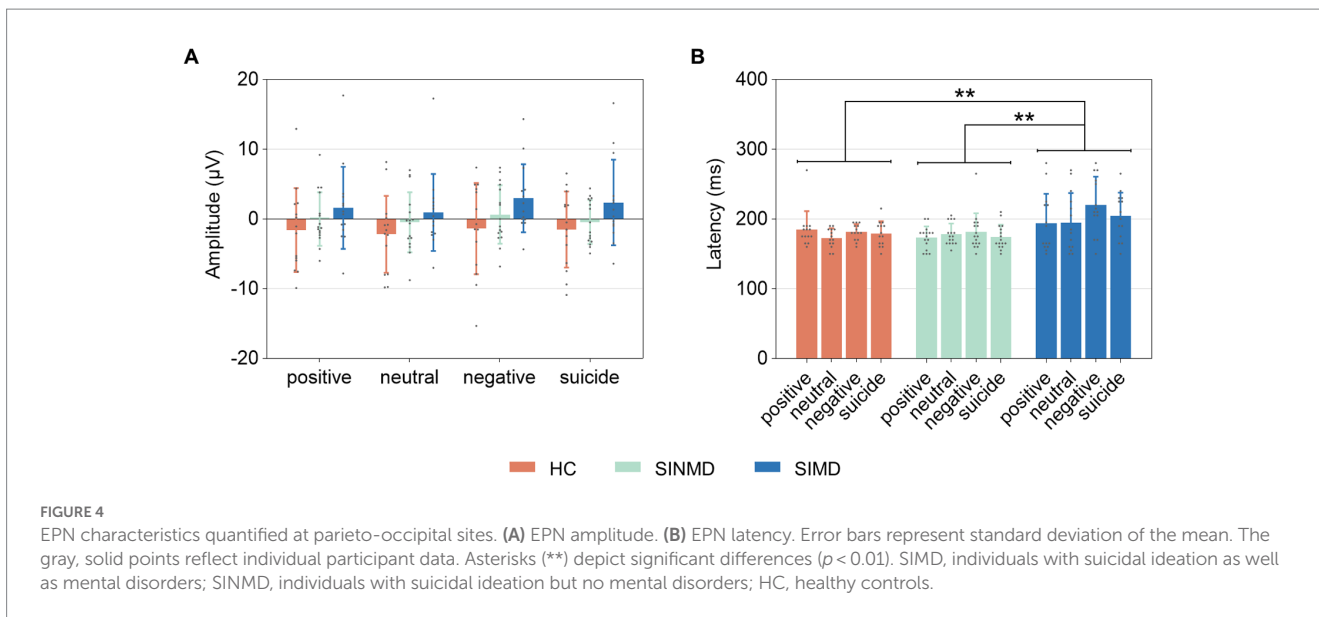 A
B
20
10
0
-10
-20
Amplitude (μV)
positive neutral negative suicide
400
300
200
100
0
Latency (ms)
**
**
positive neutral negative suicide positive neutral negative suicide positive neutral negative suicide
HC SINMD SIMD
FIGURE 4
EPN characteristics quantified at parieto-occipital sites. (A) EPN amplitude. (B) EPN latency. Error bars represent standard deviation of the mean. The
gray, solid points reflect individual participant data. Asterisks (**) depict significant differences (p < 0.01). SIMD, individuals with suicidal ideation as well
as mental disorders; SINMD, individuals with suicidal ideation but no mental disorders; HC, healthy controls.